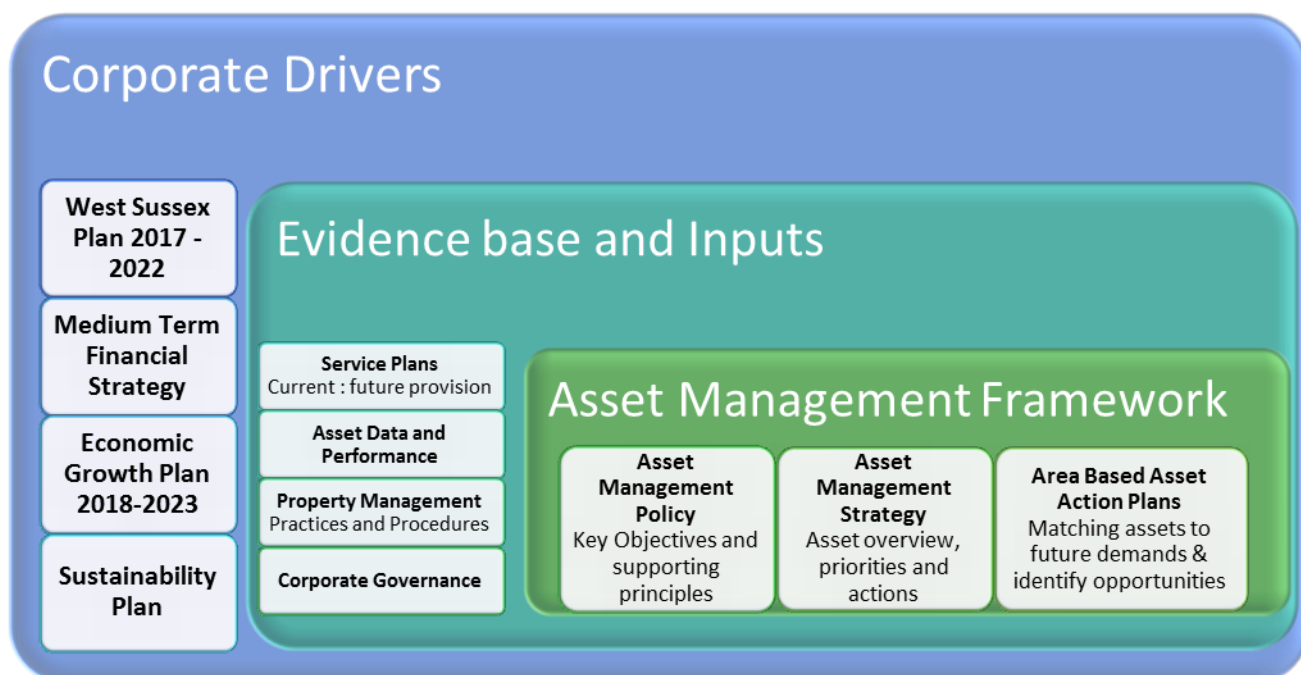 Corporate Drivers
West Sussex
Plan 2017 -
2022
Medium Term
Financial
Strategy
Economic
Growth Plan
2018-2023
Sustainability
Plan
Evidence base and Inputs
Service Plans
Current : future provision
Asset Data and
Performance
Property Management
Practices and Procedures
Corporate Governance
Asset Management Framework
Asset
Management
Policy
Key Objectives and
supporting
principles
Asset
Management
Strategy
Asset overview,
priorities and
actions
Area Based Asset
Action Plans
Matching assets to
future demands &
identify opportunities